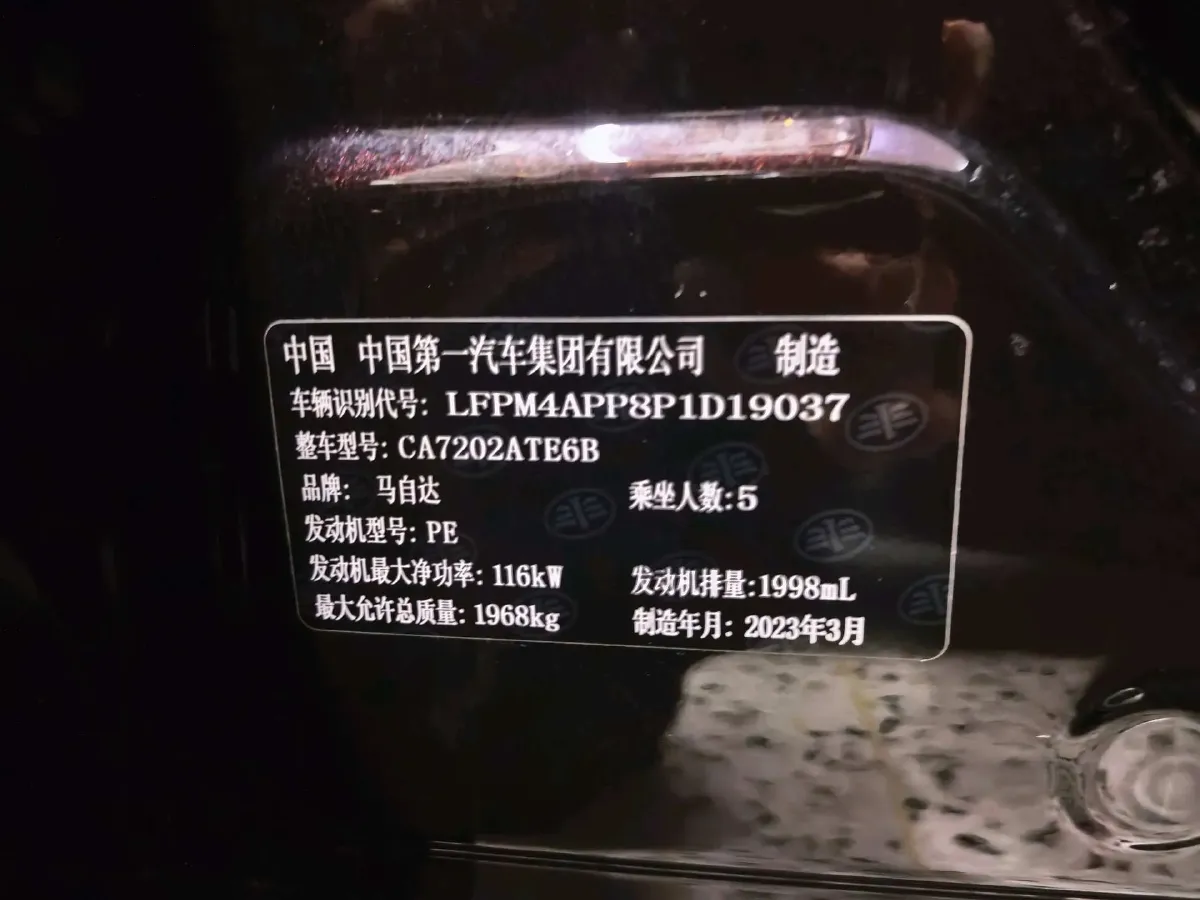 中国 中国第一汽车集团有限公司 制造
车辆识别代号: LFPM4APP8P1D19037
整车型号: CA7202ATE6B
品牌: 马自达 乘坐人数:5
发动机型号: PE
发动机最大净功率: 116kW 发动机排量:1998mL
最大允许总质量: 1968kg 制造年月: 2023年3月